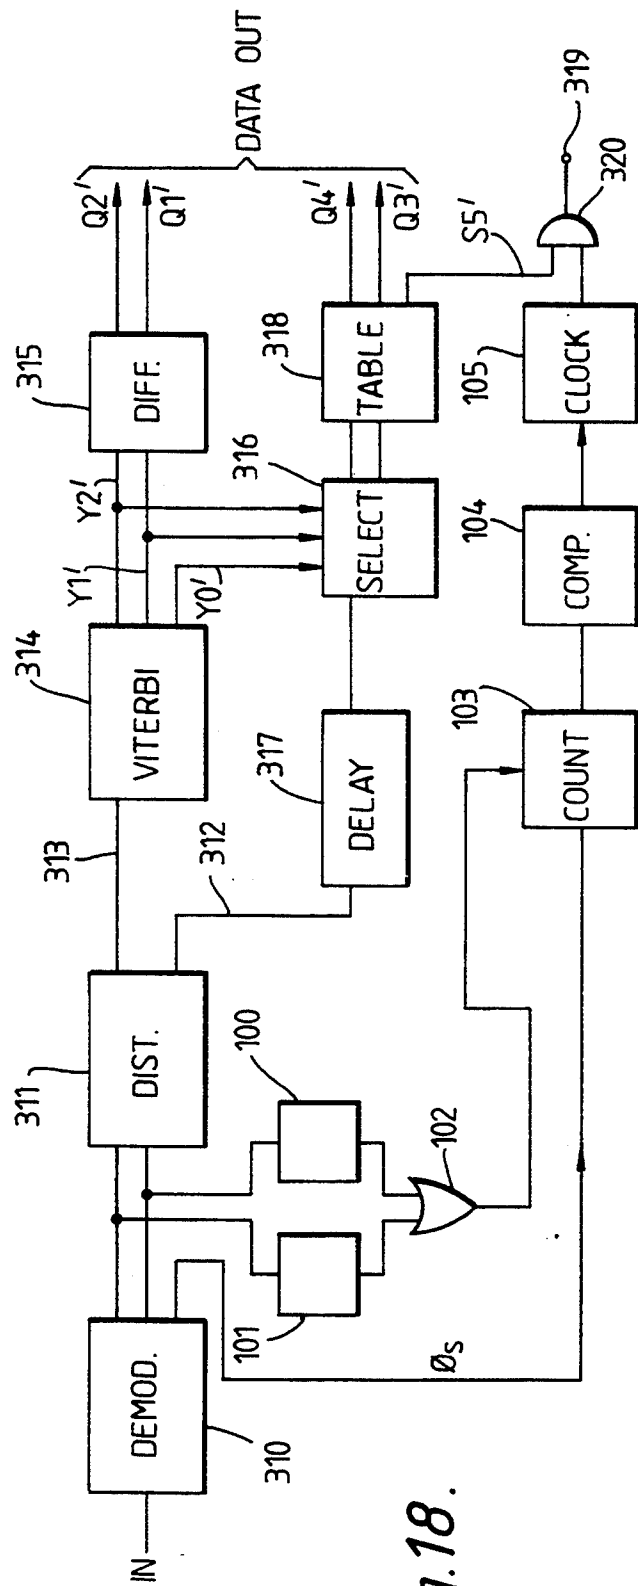 IN
DEMOD.
310
311
DIST.
313
312
314
VITERBI
Y2'
Y1'
Y0'
315
DIFF.
Q2'
Q1'
DATA OUT
317
DELAY
316
SELECT
318
TABLE
Q4'
Q3'
S5'
101
100
102
Øs
103
COUNT
104
COMP.
105
CLOCK
320
319
.18.